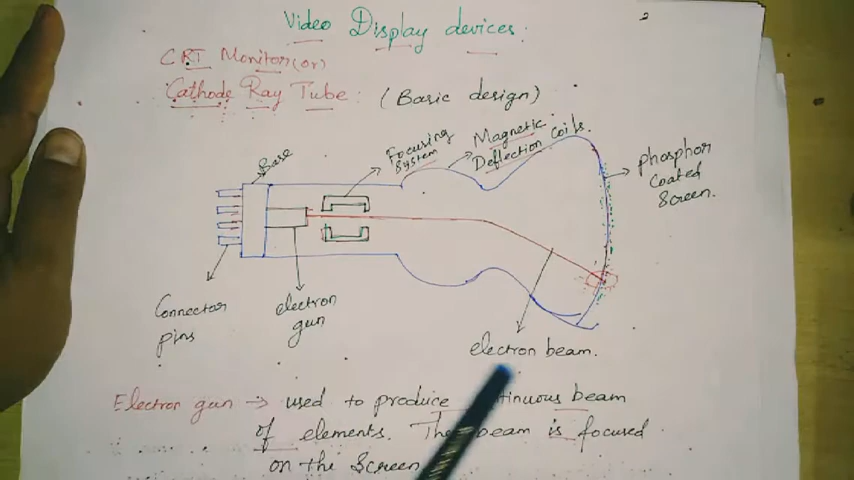 2
Video Display devices:
CRT Monitor (or)
Cathode Ray Tube: (Basic design)
Base
Focusing
System
Magnetic
Deflection Coils.
phosphor
Coated
Screen.
Connector
pins
electron
gun
electron beam.
Electron gun → used to produce continuous beam
of elements. The beam is focused
on the Screen